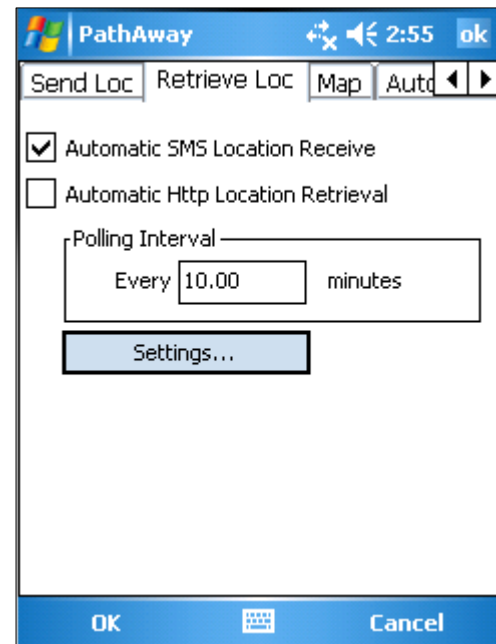 PathAway 2:55 ok
Send Loc Retrieve Loc Map Auto
Automatic SMS Location Receive
Automatic Http Location Retrieval
Polling Interval
Every 10.00 minutes
Settings...
OK Cancel